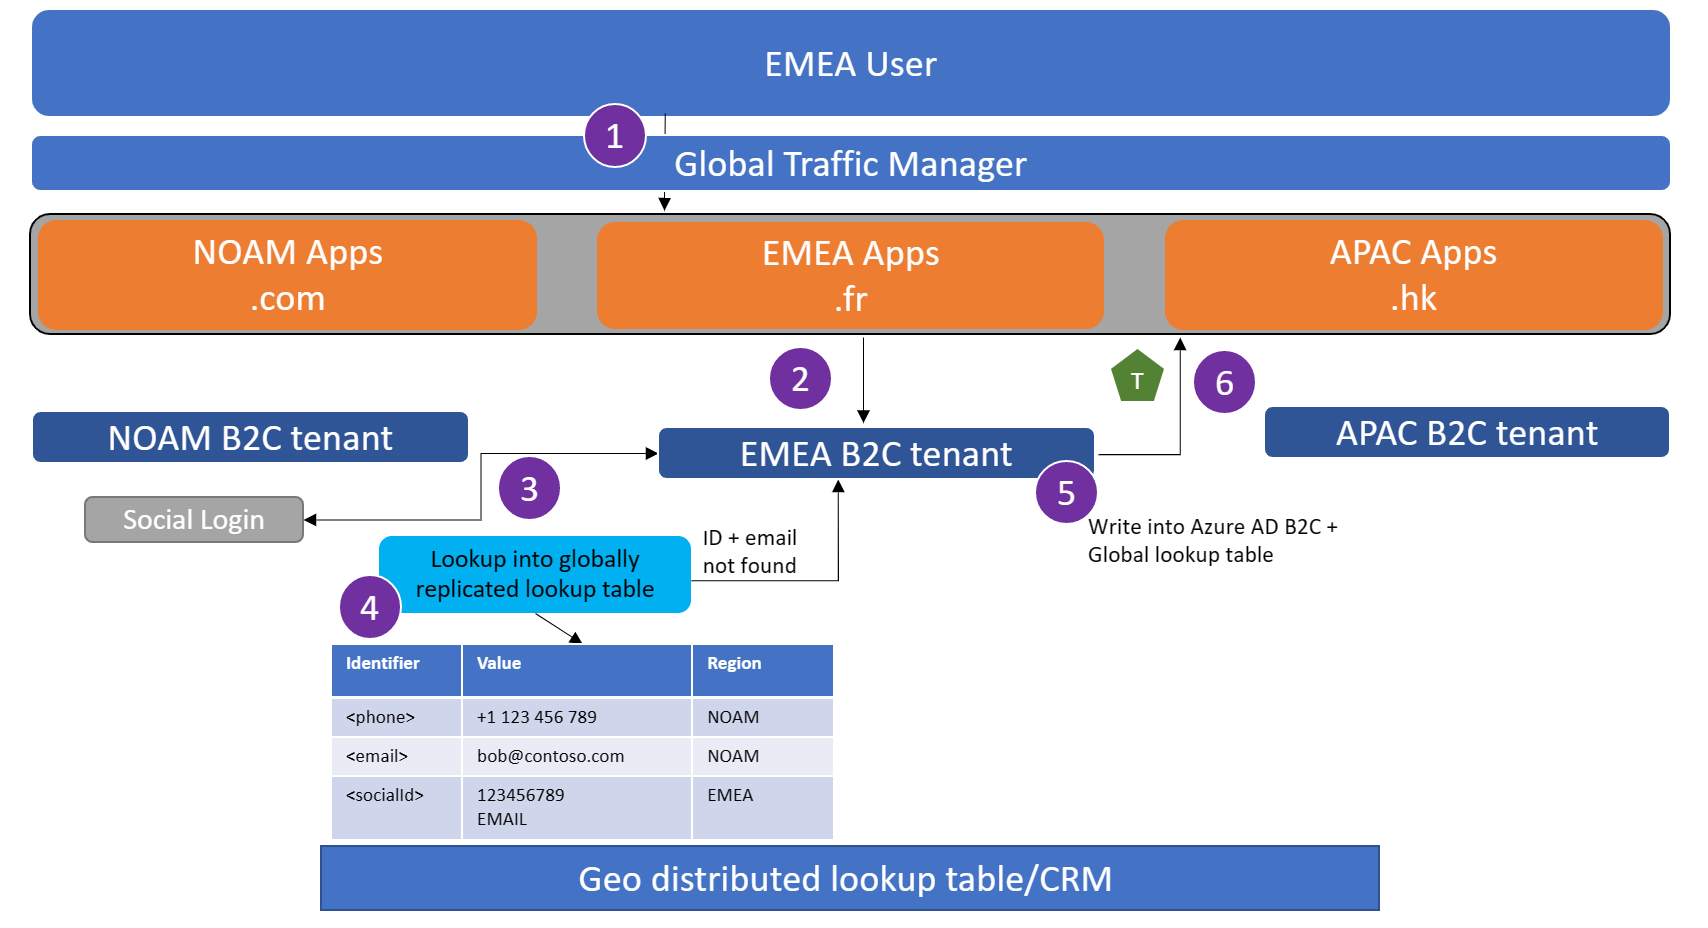 EMEA User
1
Global Traffic Manager
NOAM Apps
.com
EMEA Apps
.fr
APAC Apps
.hk
2
T
6
NOAM B2C tenant
EMEA B2C tenant
APAC B2C tenant
3
5
Social Login
Write into Azure AD B2C +
Global lookup table
ID + email
not found
Lookup into globally
replicated lookup table
4
Identifier Value Region
<phone> +1 123 456 789 NOAM
<email> bob@contoso.com NOAM
<socialId> 123456789 EMEA
EMAIL
Geo distributed lookup table/CRM